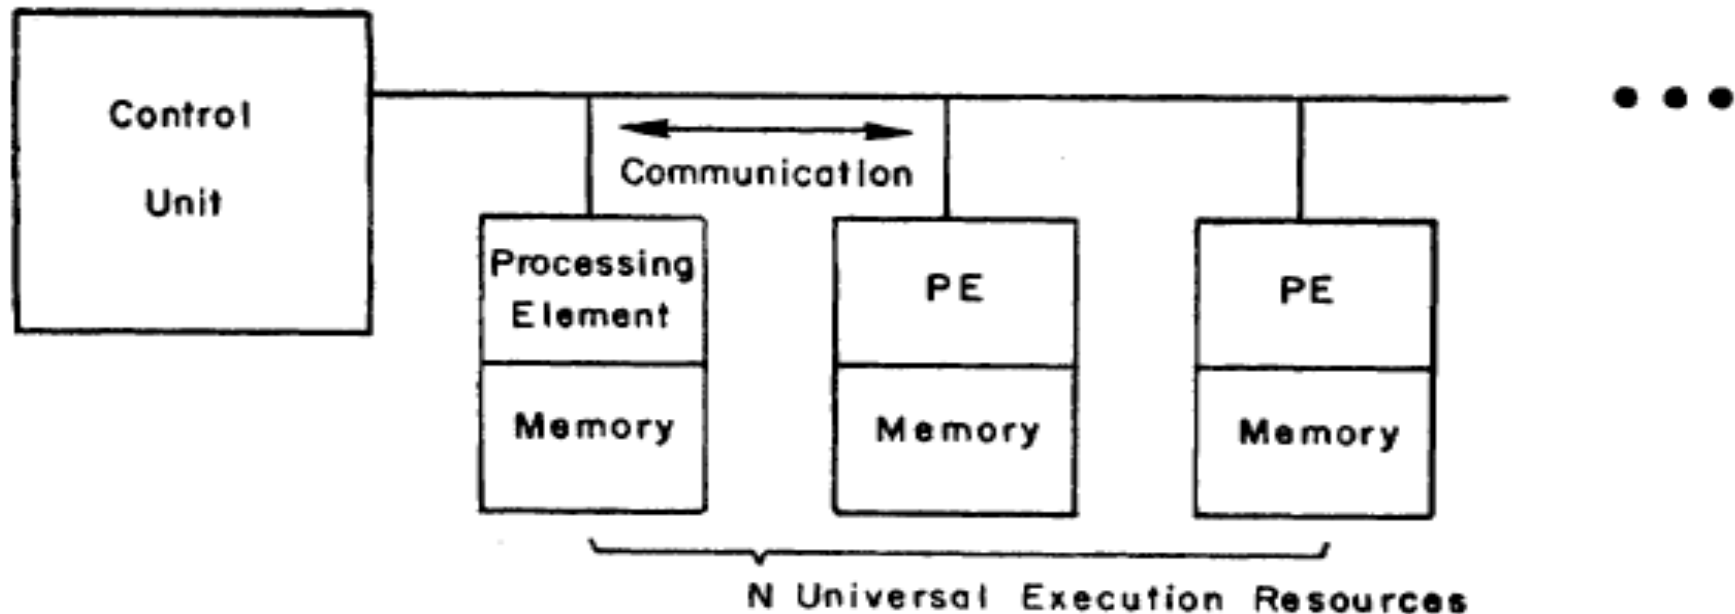 Control
Unit
Communication
Processing
Element
PE
PE
Memory
Memory
Memory
N Universal Execution Resources